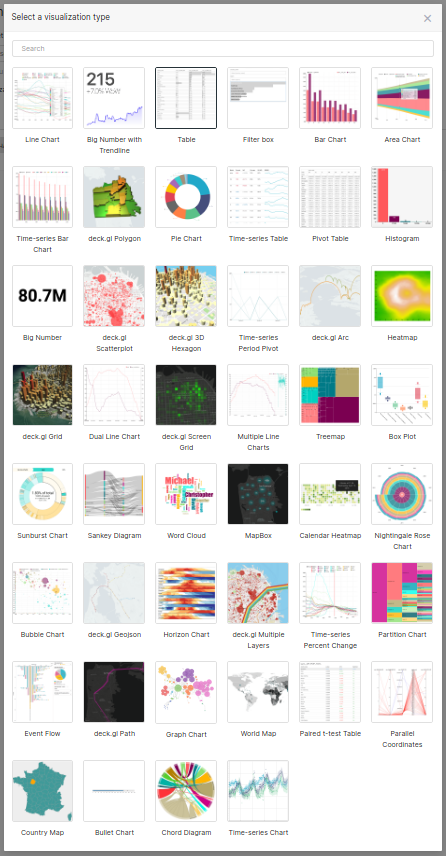 Select a visualization type
×
Search
Line Chart
215
+7.0% WoW
Big Number with
Trendline
Table
Filter box
Bar Chart
Area Chart
Time-series Bar
Chart
deck.gl Polygon
Pie Chart
Time-series Table
Pivot Table
Histogram
80.7M
Big Number
deck.gl
Scatterplot
deck.gl 3D
Hexagon
Time-series
Period Pivot
deck.gl Arc
Heatmap
deck.gl Grid
Dual Line Chart
deck.gl Screen
Grid
Multiple Line
Charts
Treemap
Box Plot
Sunburst Chart
Sankey Diagram
Michael
Christopher
Word Cloud
MapBox
Calendar Heatmap
Nightingale Rose
Chart
Bubble Chart
deck.gl Geojson
Horizon Chart
deck.gl Multiple
Layers
Time-series
Percent Change
Partition Chart
Event Flow
deck.gl Path
Graph Chart
World Map
Paired t-test Table
Parallel
Coordinates
Country Map
Bullet Chart
Chord Diagram
Time-series Chart